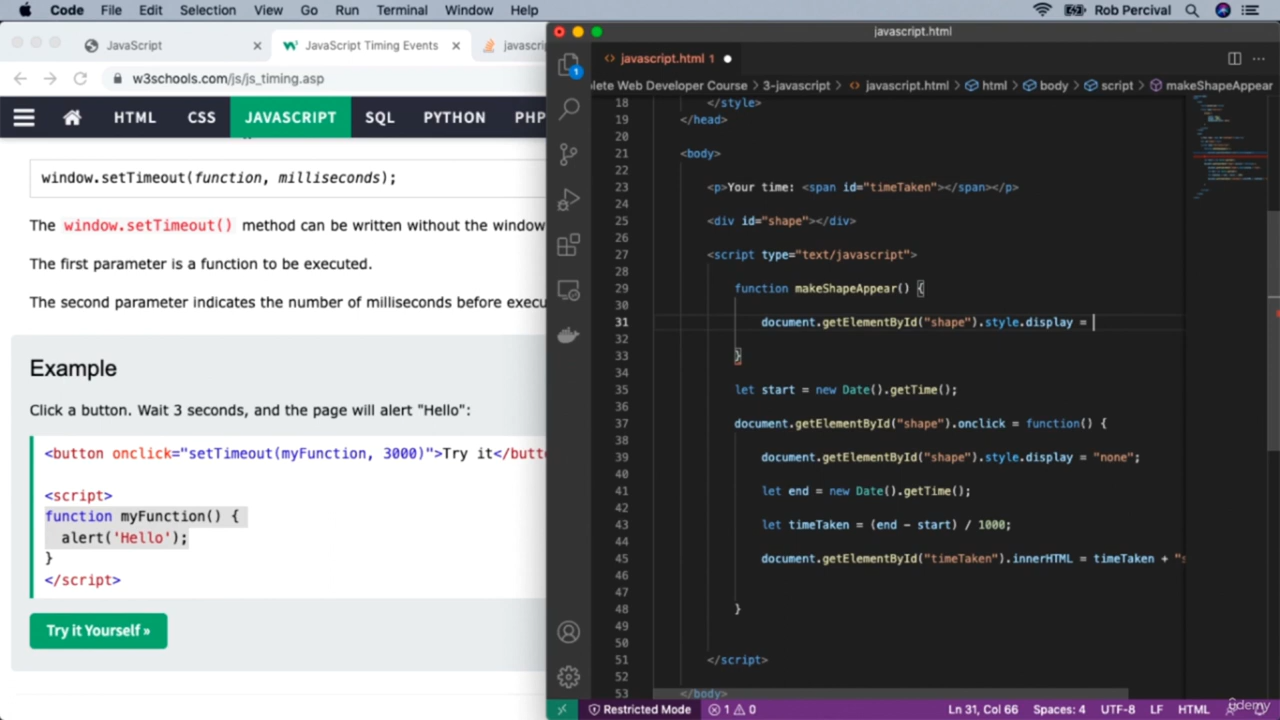 Code File Edit Selection View Go Run Terminal Window Help Rob Percival
JavaScript JavaScript Timing Events javasc
w3schools.com/js/js_timing.asp
HTML CSS JAVASCRIPT SQL PYTHON PHP
window.setTimeout(function, milliseconds);
The window.setTimeout() method can be written without the window
The first parameter is a function to be executed.
The second parameter indicates the number of milliseconds before execu
Example
Click a button. Wait 3 seconds, and the page will alert "Hello":
<button onclick="setTimeout(myFunction, 3000)">Try it</butto
<script>
function myFunction() {
alert('Hello');
}
</script>
Try it Yourself »
javascript.html
javascript.html 1
plete Web Developer Course > 3-javascript > javascript.html > html > body > script > makeShapeAppear
1
18 </style>
19 </head>
20
21 <body>
22
23 <p>Your time: <span id="timeTaken"></span></p>
24
25 <div id="shape"></div>
26
27 <script type="text/javascript">
28
29 function makeShapeAppear() {
30
31 document.getElementById("shape").style.display =
32
33 }
34
35 let start = new Date().getTime();
36
37 document.getElementById("shape").onclick = function() {
38
39 document.getElementById("shape").style.display = "none";
40
41 let end = new Date().getTime();
42
43 let timeTaken = (end - start) / 1000;
44
45 document.getElementById("timeTaken").innerHTML = timeTaken + "s
46
47
48 }
49
50
51 </script>
52
53 </body>
Restricted Mode 1 0 Ln 31, Col 66 Spaces: 4 UTF-8 LF HTML
udemy